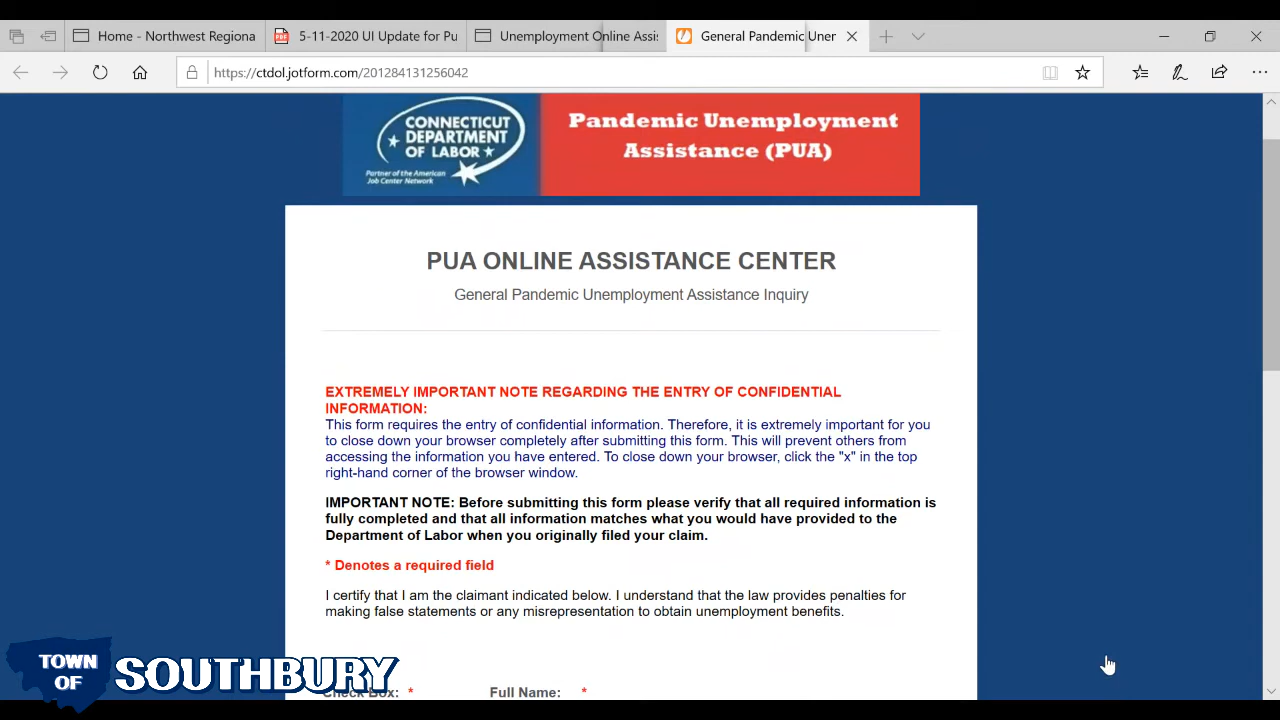 Home - Northwest Regiona
5-11-2020 UI Update for Pu
Unemployment Online Assis
General Pandemic Uner
https://ctdol.jotform.com/201284131256042
CONNECTICUT
DEPARTMENT
OF LABOR
Partner of the American
Job Center Network
Pandemic Unemployment
Assistance (PUA)
PUA ONLINE ASSISTANCE CENTER
General Pandemic Unemployment Assistance Inquiry
EXTREMELY IMPORTANT NOTE REGARDING THE ENTRY OF CONFIDENTIAL
INFORMATION:
This form requires the entry of confidential information. Therefore, it is extremely important for you
to close down your browser completely after submitting this form. This will prevent others from
accessing the information you have entered. To close down your browser, click the "x" in the top
right-hand corner of the browser window.
IMPORTANT NOTE: Before submitting this form please verify that all required information is
fully completed and that all information matches what you would have provided to the
Department of Labor when you originally filed your claim.
* Denotes a required field
I certify that I am the claimant indicated below. I understand that the law provides penalties for
making false statements or any misrepresentation to obtain unemployment benefits.
Check Box: * Full Name: *
TOWN
OF SOUTHBURY